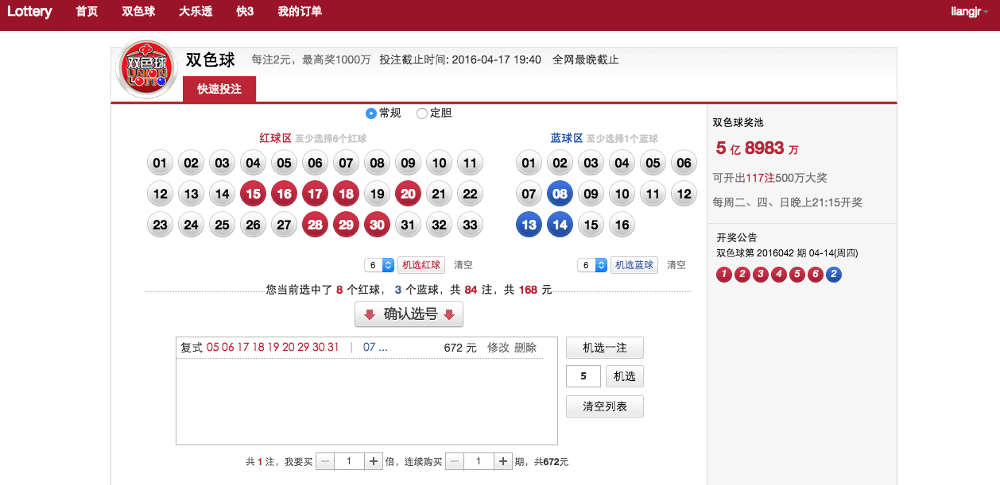 Lottery 首页 双色球 大乐透 快3 我的订单 liangjr
双色球 UNION LOTTO
双色球 每注2元，最高奖1000万 投注截止时间: 2016-04-17 19:40 全网最晚截止
快速投注
常规 定胆
红球区 至少选择6个红球 蓝球区 至少选择1个蓝球
01 02 03 04 05 06 07 08 09 10 11 01 02 03 04 05 06
12 13 14 15 16 17 18 19 20 21 22 07 08 09 10 11 12
23 24 25 26 27 28 29 30 31 32 33 13 14 15 16
6 机选红球 清空 6 机选蓝球 清空
您当前选中了 8 个红球， 3 个蓝球，共 84 注，共 168 元
确认选号
复式 05 06 17 18 19 20 29 30 31 | 07 ... 672 元 修改 删除
机选一注
5 机选
清空列表
共 1 注，我要买 － 1 + 倍，连续购买 － 1 + 期，共672元
双色球奖池
5 亿 8983 万
可开出117注500万大奖
每周二、四、日晚上21:15开奖
开奖公告
双色球第 2016042 期 04-14(周四)
1 2 3 4 5 6 2